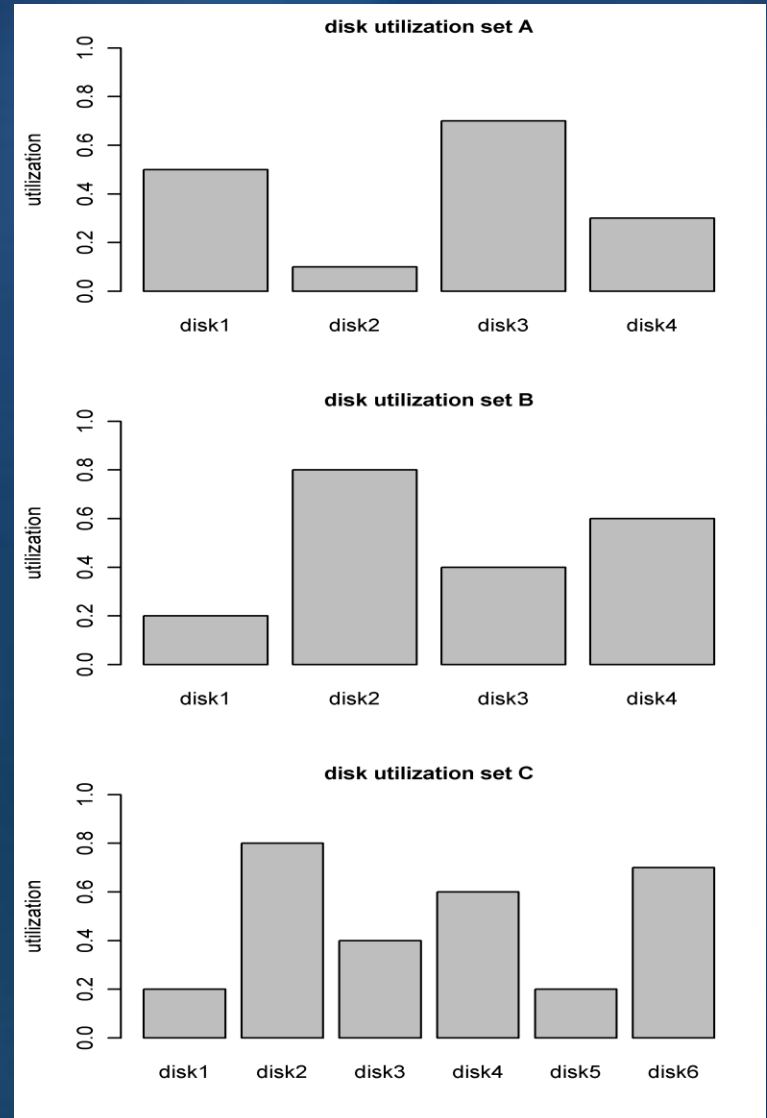 disk utilization set A
utilization
1.0
0.8
0.6
0.4
0.2
0.0
disk1 disk2 disk3 disk4
disk utilization set B
utilization
1.0
0.8
0.6
0.4
0.2
0.0
disk1 disk2 disk3 disk4
disk utilization set C
utilization
1.0
0.8
0.6
0.4
0.2
0.0
disk1 disk2 disk3 disk4 disk5 disk6